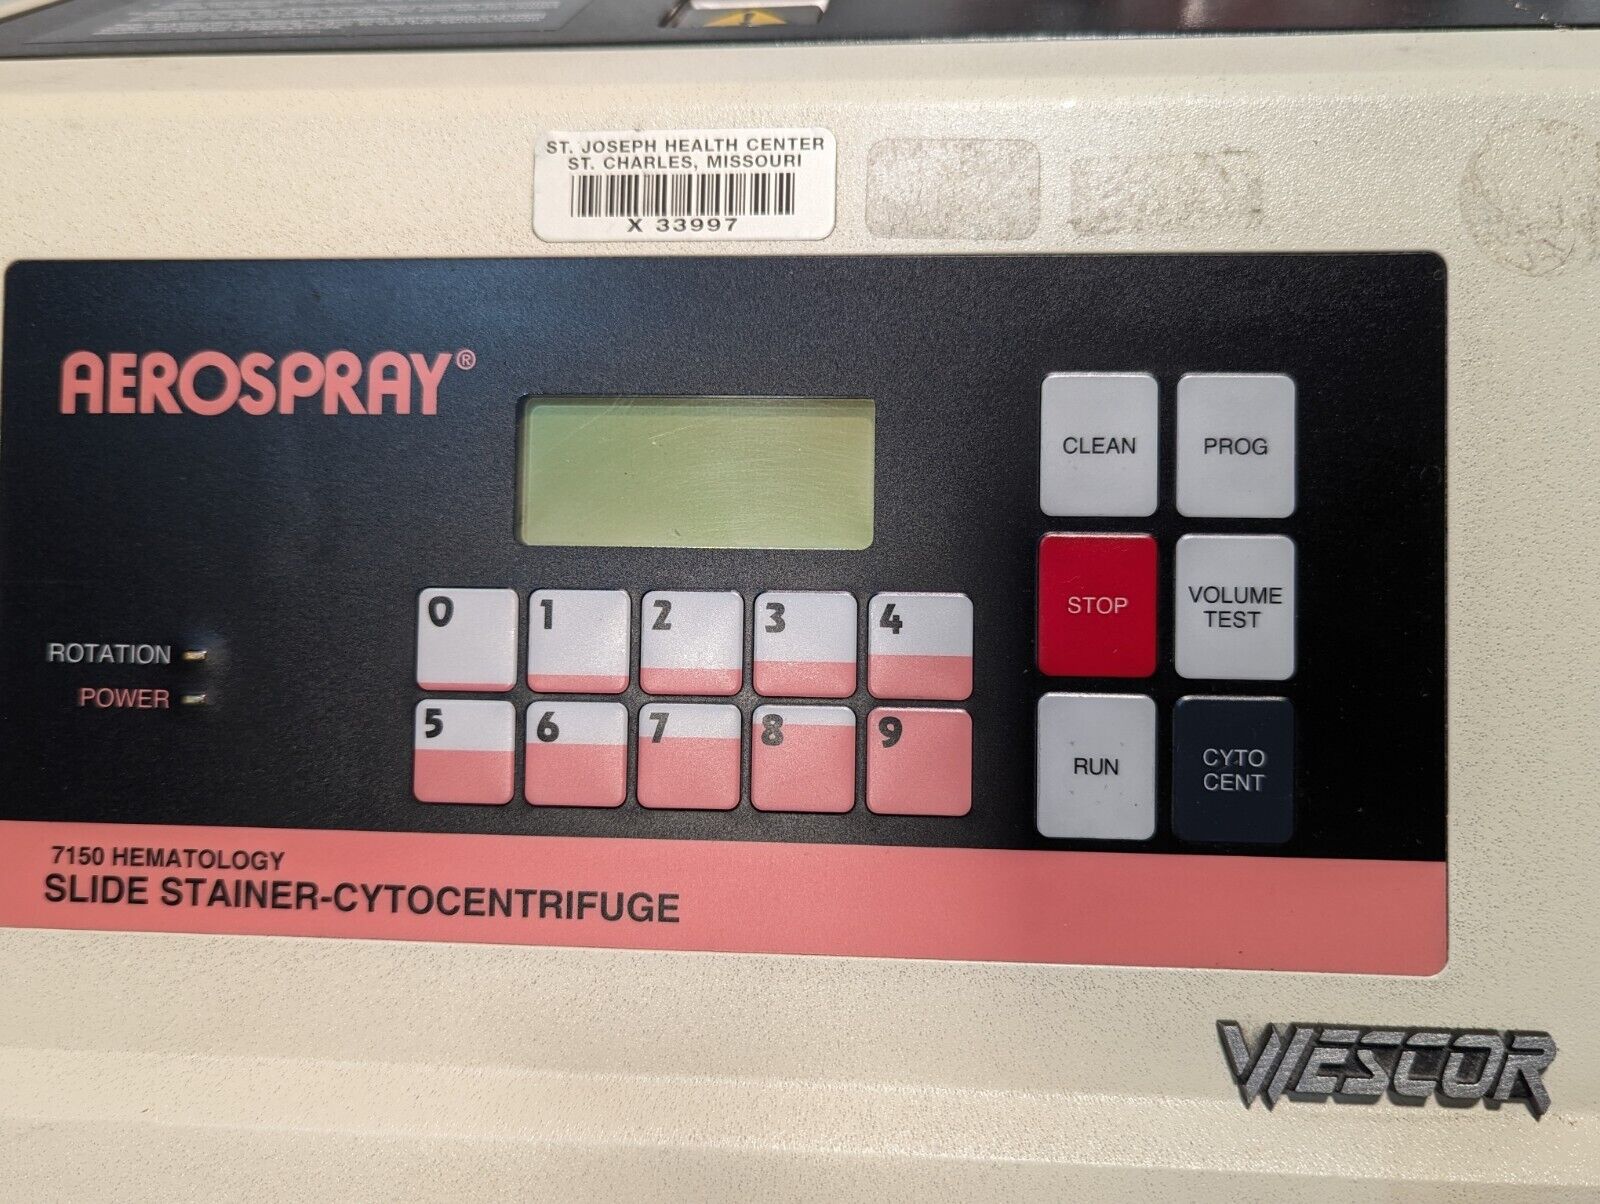 ST. JOSEPH HEALTH CENTER
ST. CHARLES, MISSOURI
X 33997
AEROSPRAY®
CLEAN
PROG
STOP
VOLUME
TEST
RUN
CYTO
CENT
0
1
2
3
4
5
6
7
8
9
ROTATION
POWER
7150 HEMATOLOGY
SLIDE STAINER-CYTOCENTRIFUGE
WESCOR